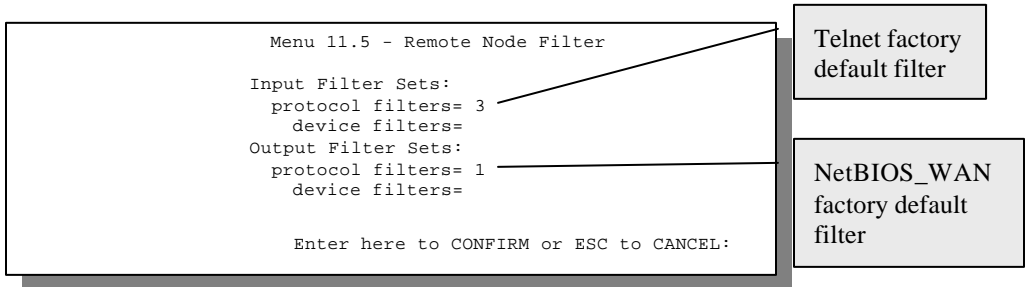 Menu 11.5 - Remote Node Filter
Input Filter Sets:
protocol filters= 3
device filters=
Output Filter Sets:
protocol filters= 1
device filters=
Enter here to CONFIRM or ESC to CANCEL:
Telnet factory
default filter
NetBIOS_WAN
factory default
filter